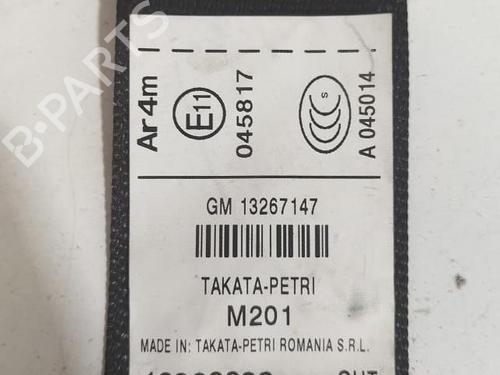 Ar4m
E11
045817
S
A 045014
GM 13267147
TAKATA-PETRI
M201
MADE IN: TAKATA-PETRI ROMANIA S.R.L.
B-PARTS